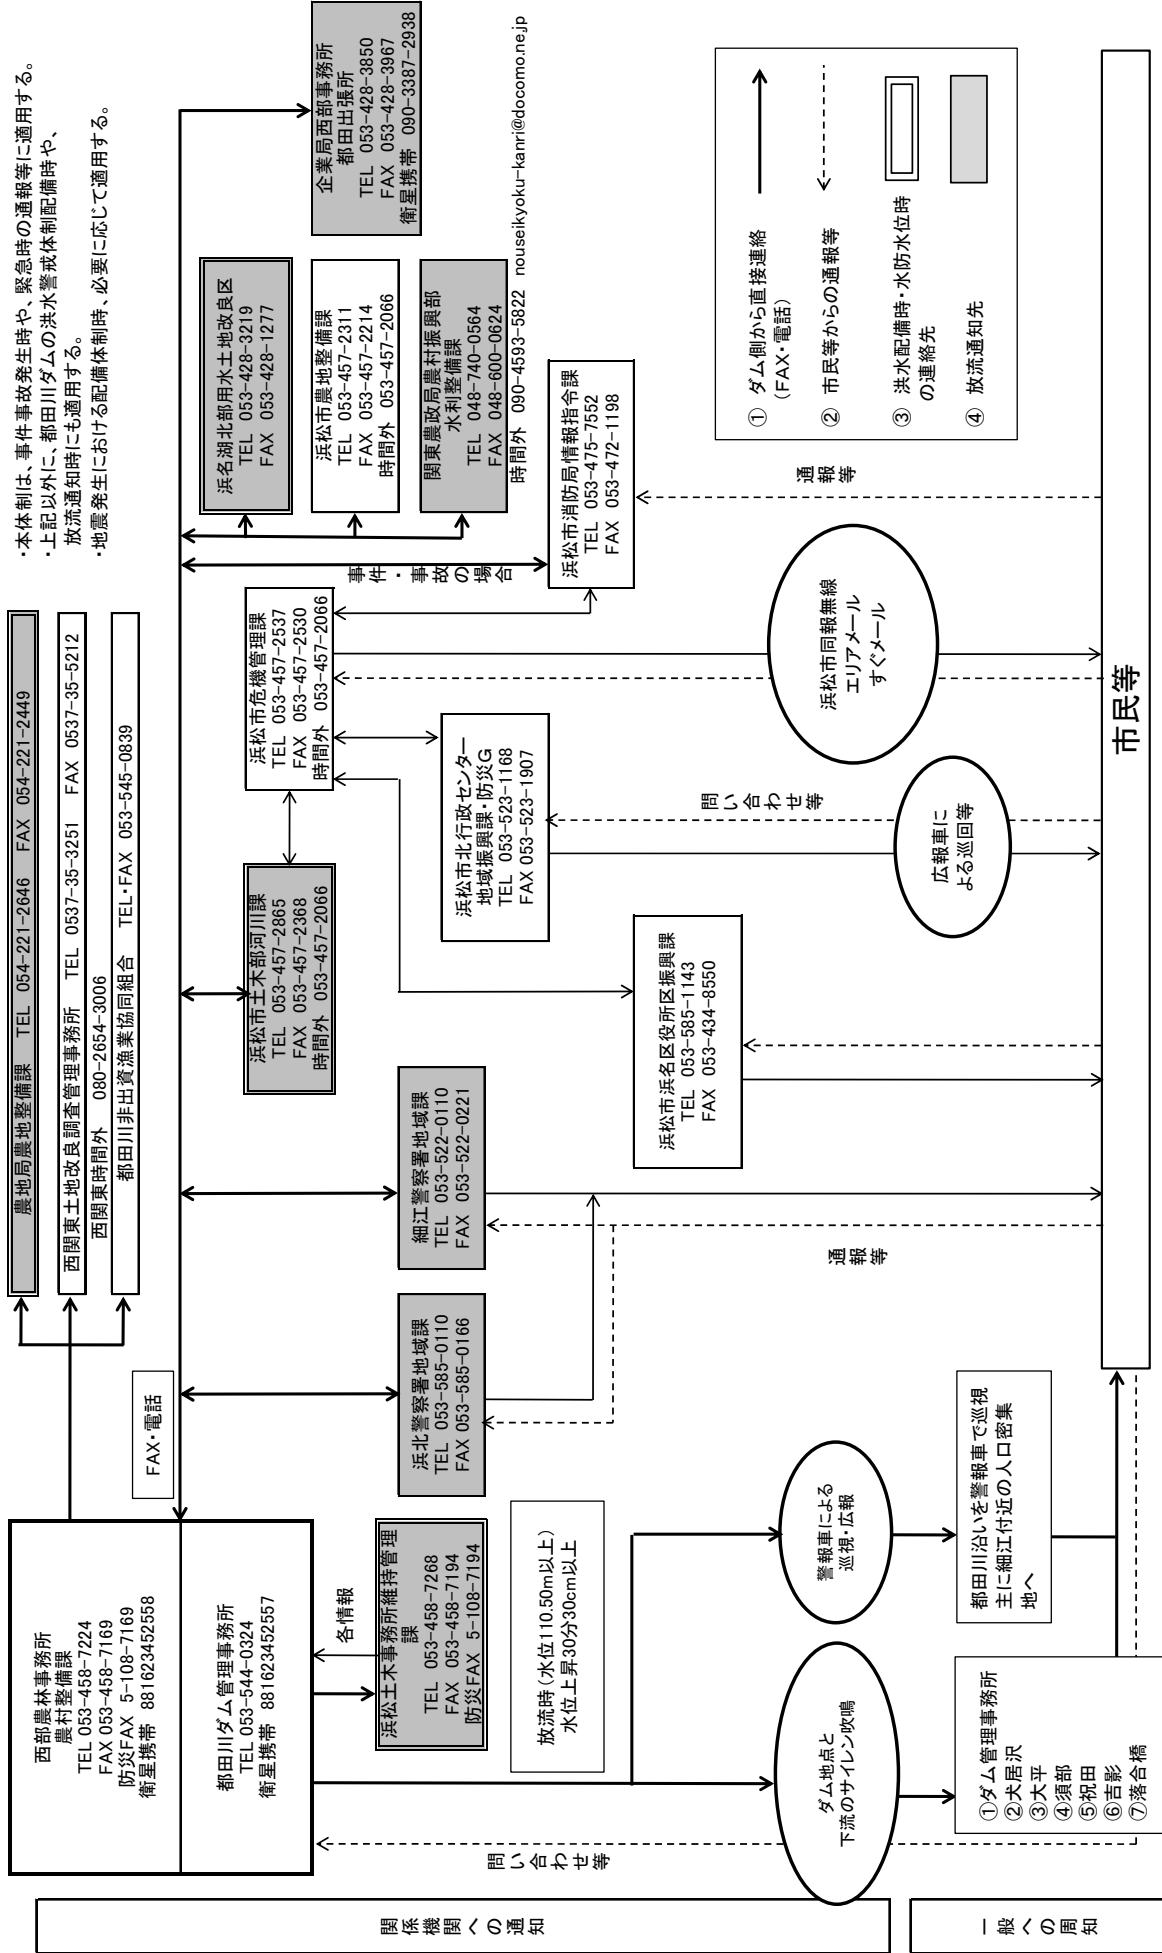 ・本体制は、事件事故発生時や、緊急時の通報等に適用する。
・上記以外に、都田川ダムの洪水警戒体制配備時や、
放流通知時にも適用する。
・地震発生における配備体制時、必要に応じて適用する。
農地局農地整備課　TEL 054-221-2646　FAX 054-221-2449
西関東土地改良調査管理事務所　TEL 0537-35-3251　FAX 0537-35-5212
西関東時間外　080-2654-3006
都田川非出資漁業協同組合　TEL・FAX 053-545-0839
西部農林事務所
農村整備課
TEL 053-458-7224
FAX 053-458-7169
防災FAX 5-108-7169
衛星携帯 881623452558
都田川ダム管理事務所
TEL 053-544-0324
衛星携帯 881623452557
FAX・電話
各情報
浜松土木事務所維持管理
課
TEL 053-458-7268
FAX 053-458-7194
防災FAX 5-108-7194
浜北警察署地域課
TEL 053-585-0110
FAX 053-585-0166
細江警察署地域課
TEL 053-522-0110
FAX 053-522-0221
浜松市土木部河川課
TEL 053-457-2865
FAX 053-457-2368
時間外 053-457-2066
浜松市危機管理課
TEL 053-457-2537
FAX 053-457-2530
時間外 053-457-2066
浜名湖北部用水土地改良区
TEL 053-428-3219
FAX 053-428-1277
浜松市農地整備課
TEL 053-457-2311
FAX 053-457-2214
時間外 053-457-2066
関東農政局農村振興部
水利整備課
TEL 048-740-0564
FAX 048-600-0624
時間外 090-4593-5822 nouseikyoku-kanri@docomo.ne.jp
企業局西部事務所
都田出張所
TEL 053-428-3850
FAX 053-428-3967
衛星携帯 090-3387-2938
事件・事故の場合
浜松市消防局情報指令課
TEL 053-475-7552
FAX 053-472-1198
浜松市北行政センター
地域振興課・防災G
TEL 053-523-1168
FAX 053-523-1907
浜松市浜名区役所区振興課
TEL 053-585-1143
FAX 053-434-8550
放流時(水位110.50m以上)
水位上昇30分30cm以上
問い合わせ等
ダム地点と
下流のサイレン吹鳴
警報車による
巡視・広報
通報等
問い合わせ等
広報車に
よる巡回等
浜松市同報無線
エリアメール
すぐメール
通報等
① ダム側から直接連絡
(FAX・電話)
② 市民等からの通報等
③ 洪水配備時・水防水位時
の連絡先
④ 放流通知先
①ダム管理事務所
②大居沢
③大平
④須部
⑤祝田
⑥吉影
⑦落合橋
都田川沿いを警報車で巡視
主に細江付近の人口密集
地へ
市民等
関係機関への通知
一般への周知